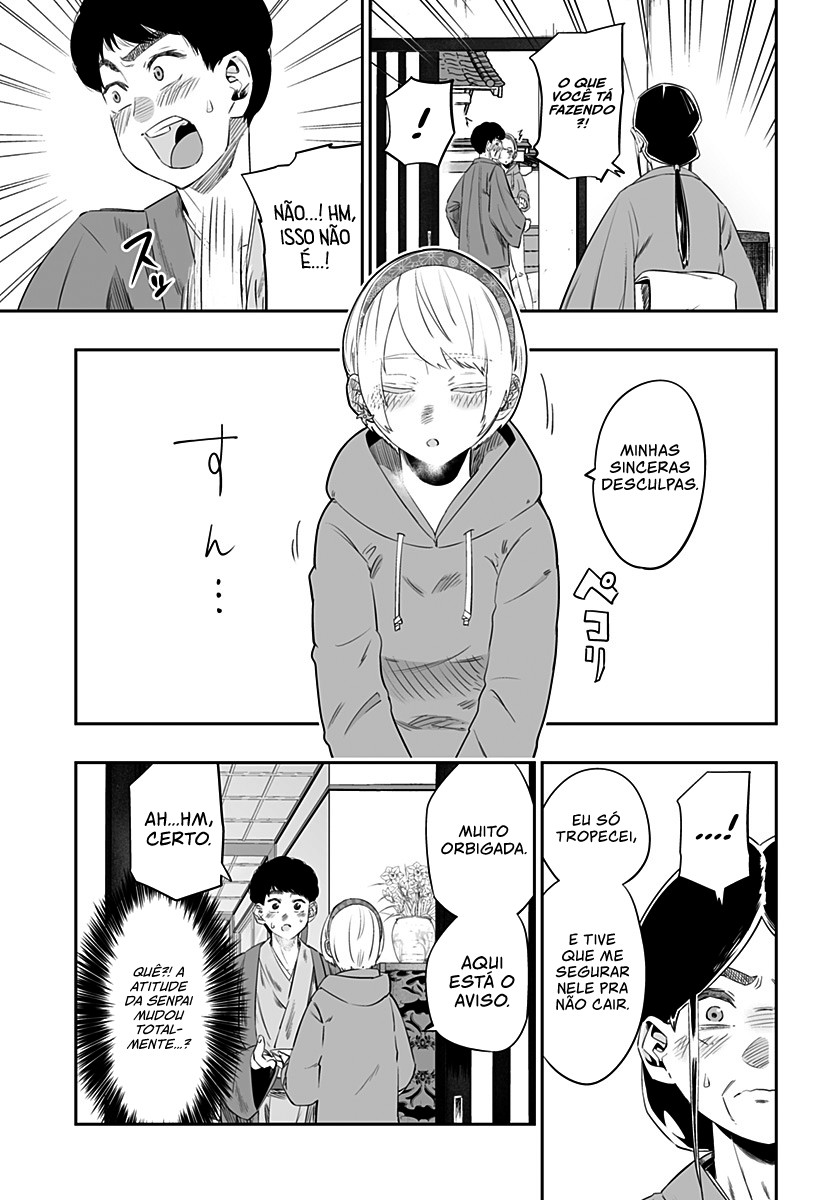 O QUE
VOCÊ TÁ
FAZENDO
?!
!
NÃO...! HM,
ISSO NÃO
É...!
スッ
MINHAS
SINCERAS
DESCULPAS.
ペコリ
すん…
....!
EU SÓ
TROPECEI,
E TIVE
QUE ME
SEGURAR
NELE PRA
NÃO CAIR.
MUITO
ORBIGADA.
AQUI
ESTÁ O
AVISO.
AH...HM,
CERTO.
QUÊ?! A
ATITUDE
DA SENPAI
MUDOU
TOTAL-
MENTE...?